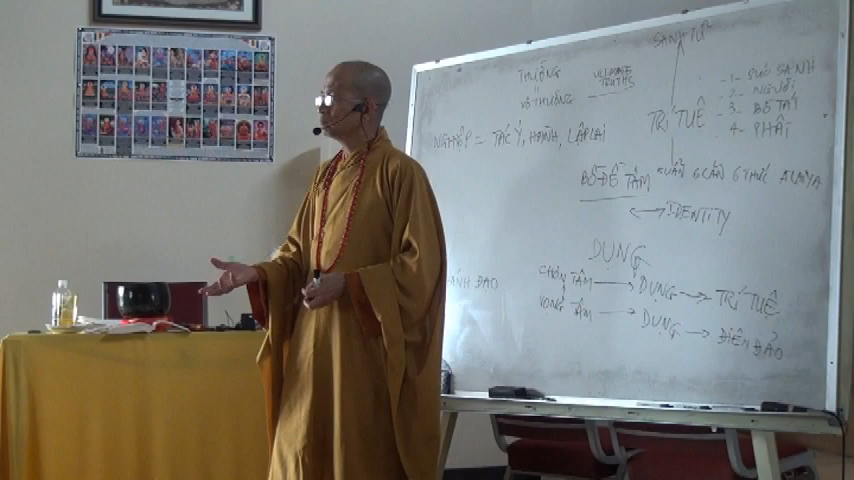 SANH TỬ
THƯỜNG
VÔ THƯỜNG
ULTIMATE
TRUTHS
-1- SÚC SANH
-2- NGƯỜI
-3- BỒ TÁT
4- PHẬT
TRÍ TUỆ
NGHIỆP = TÁC Ý, HÀNH, LẬP LẠI
BỒ-ĐỀ TÂM
ALAYA
IDENTITY
DỤNG
ĐẢO
CHƠN TÂM → DỤNG → TRÍ TUỆ
VỌNG TÂM → DỤNG → ĐIÊN ĐẢO